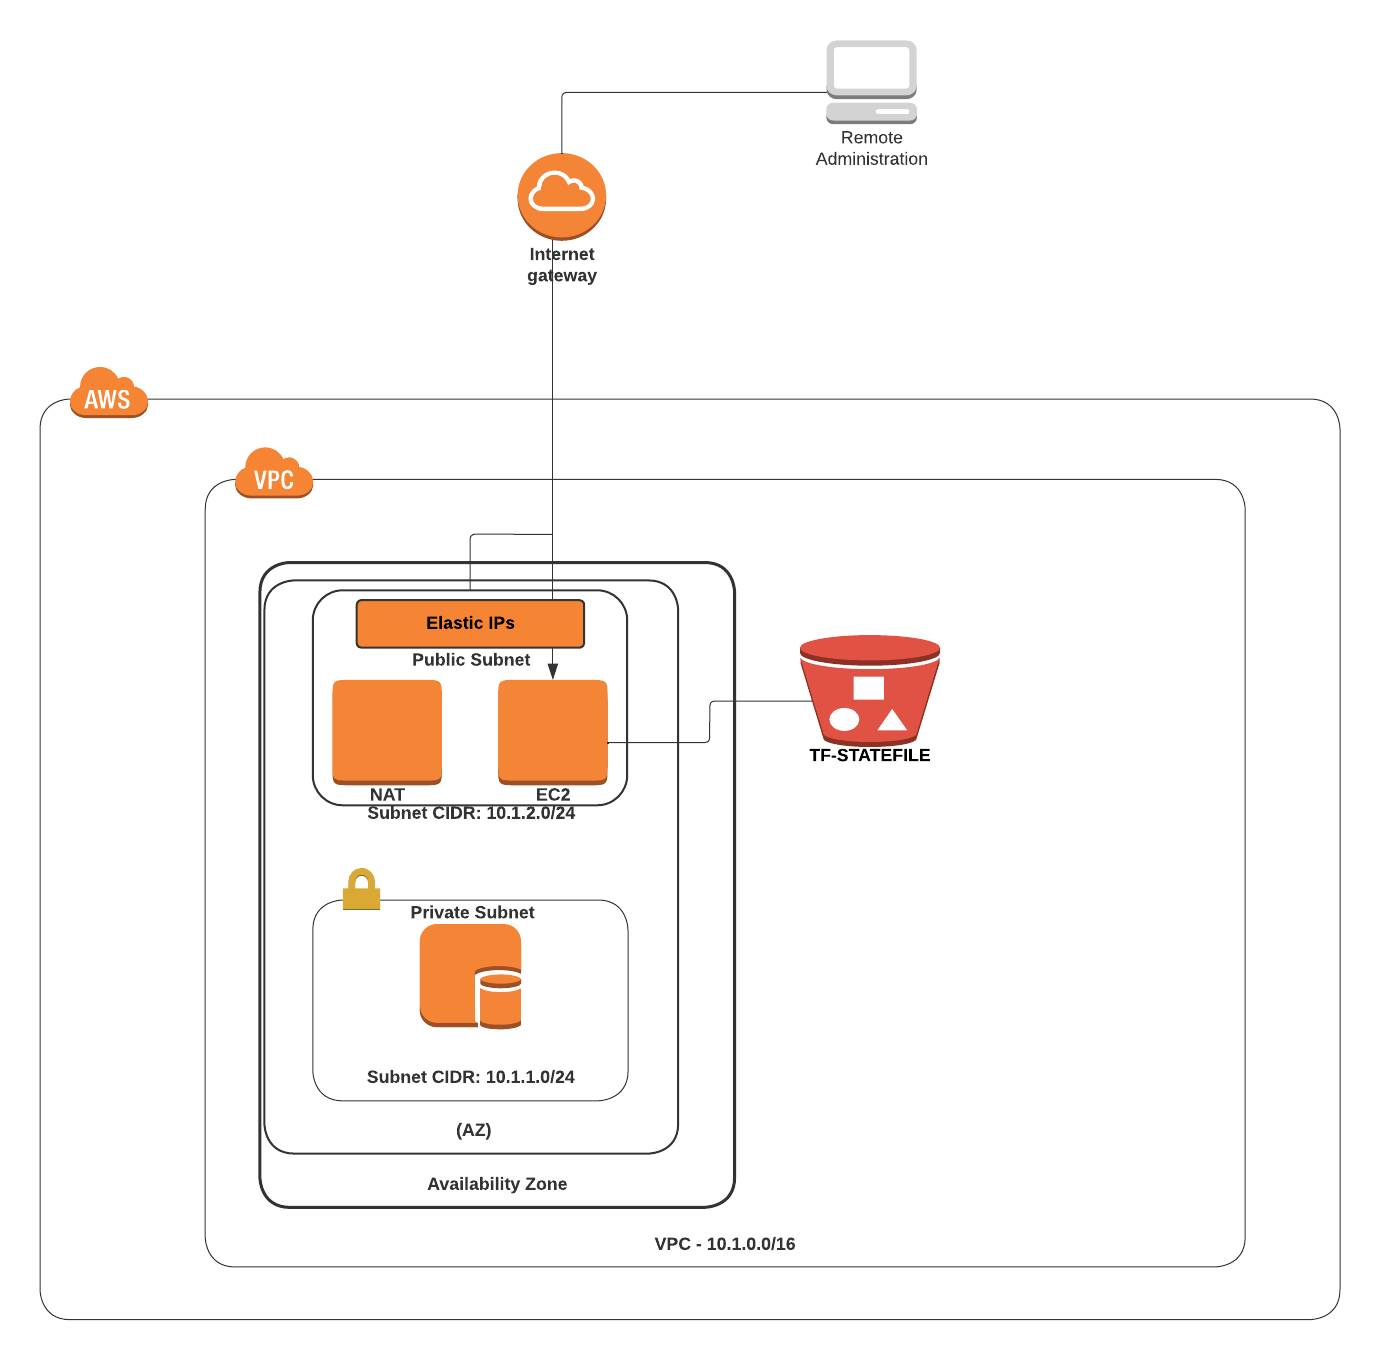 Remote
Administration
Internet
gateway
AWS
VPC
Elastic IPs
Public Subnet
NAT
EC2
Subnet CIDR: 10.1.2.0/24
TF-STATEFILE
Private Subnet
Subnet CIDR: 10.1.1.0/24
(AZ)
Availability Zone
VPC - 10.1.0.0/16